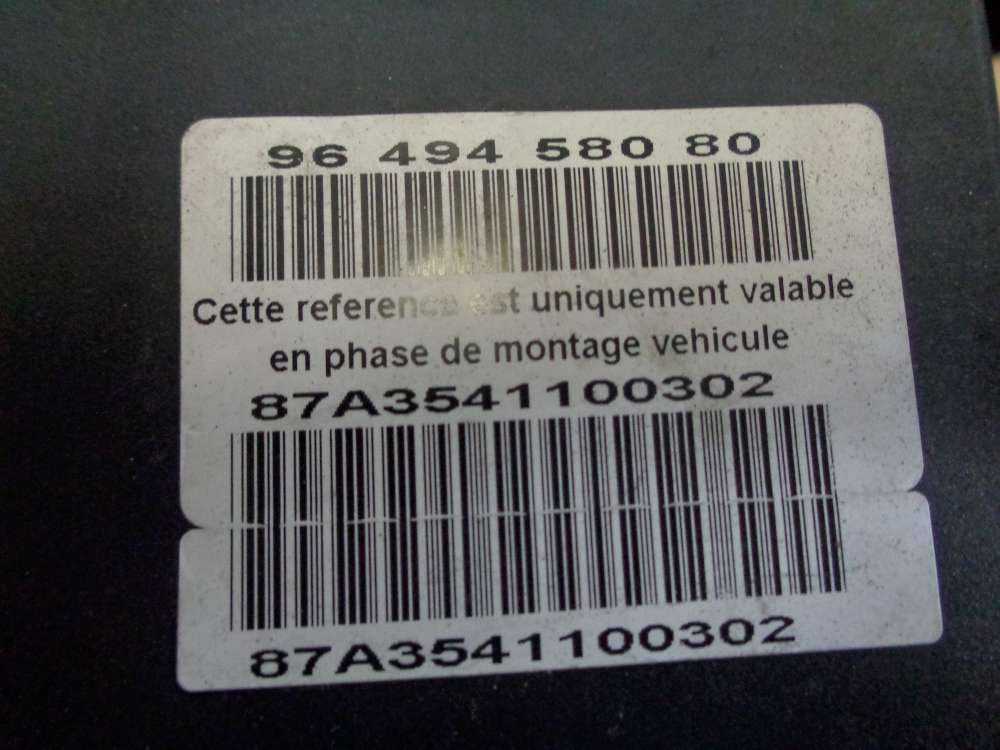 96 494 580 80
Cette reference est uniquement valable
en phase de montage vehicule
87A3541100302
87A3541100302